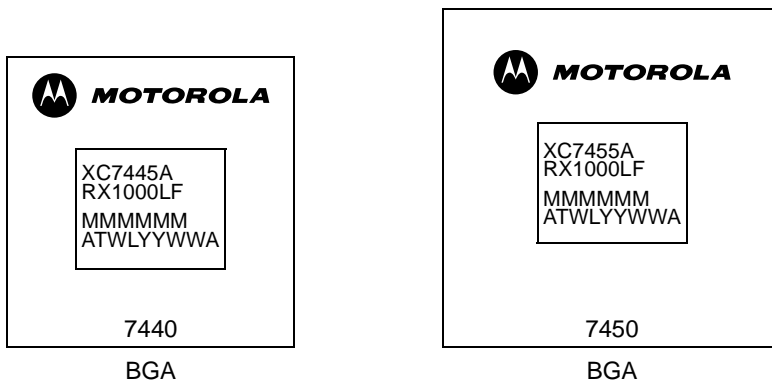 MOTOROLA
XC7445A
RX1000LF
MMMMMM
ATWLYYWWA
7440
BGA
MOTOROLA
XC7455A
RX1000LF
MMMMMM
ATWLYYWWA
7450
BGA